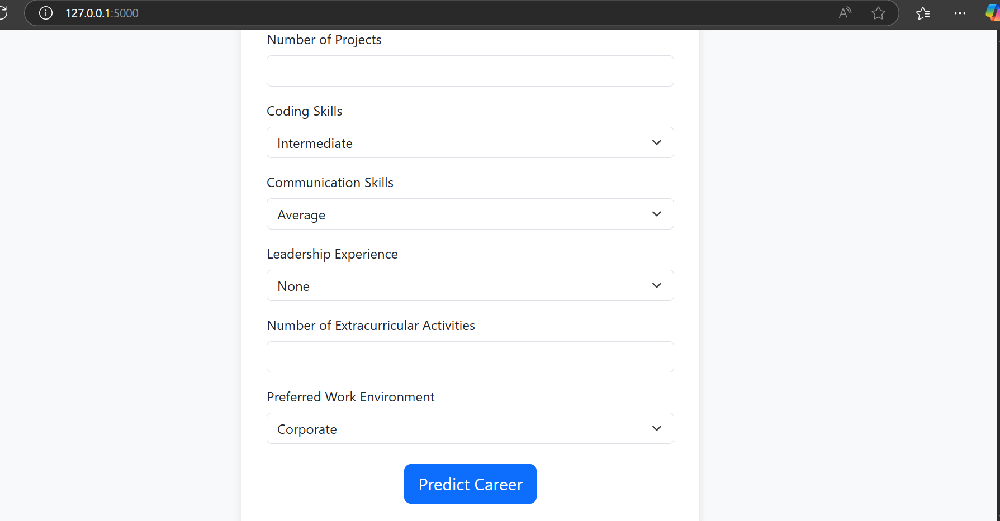 127.0.0.1:5000
Number of Projects
Coding Skills
Intermediate
Communication Skills
Average
Leadership Experience
None
Number of Extracurricular Activities
Preferred Work Environment
Corporate
Predict Career